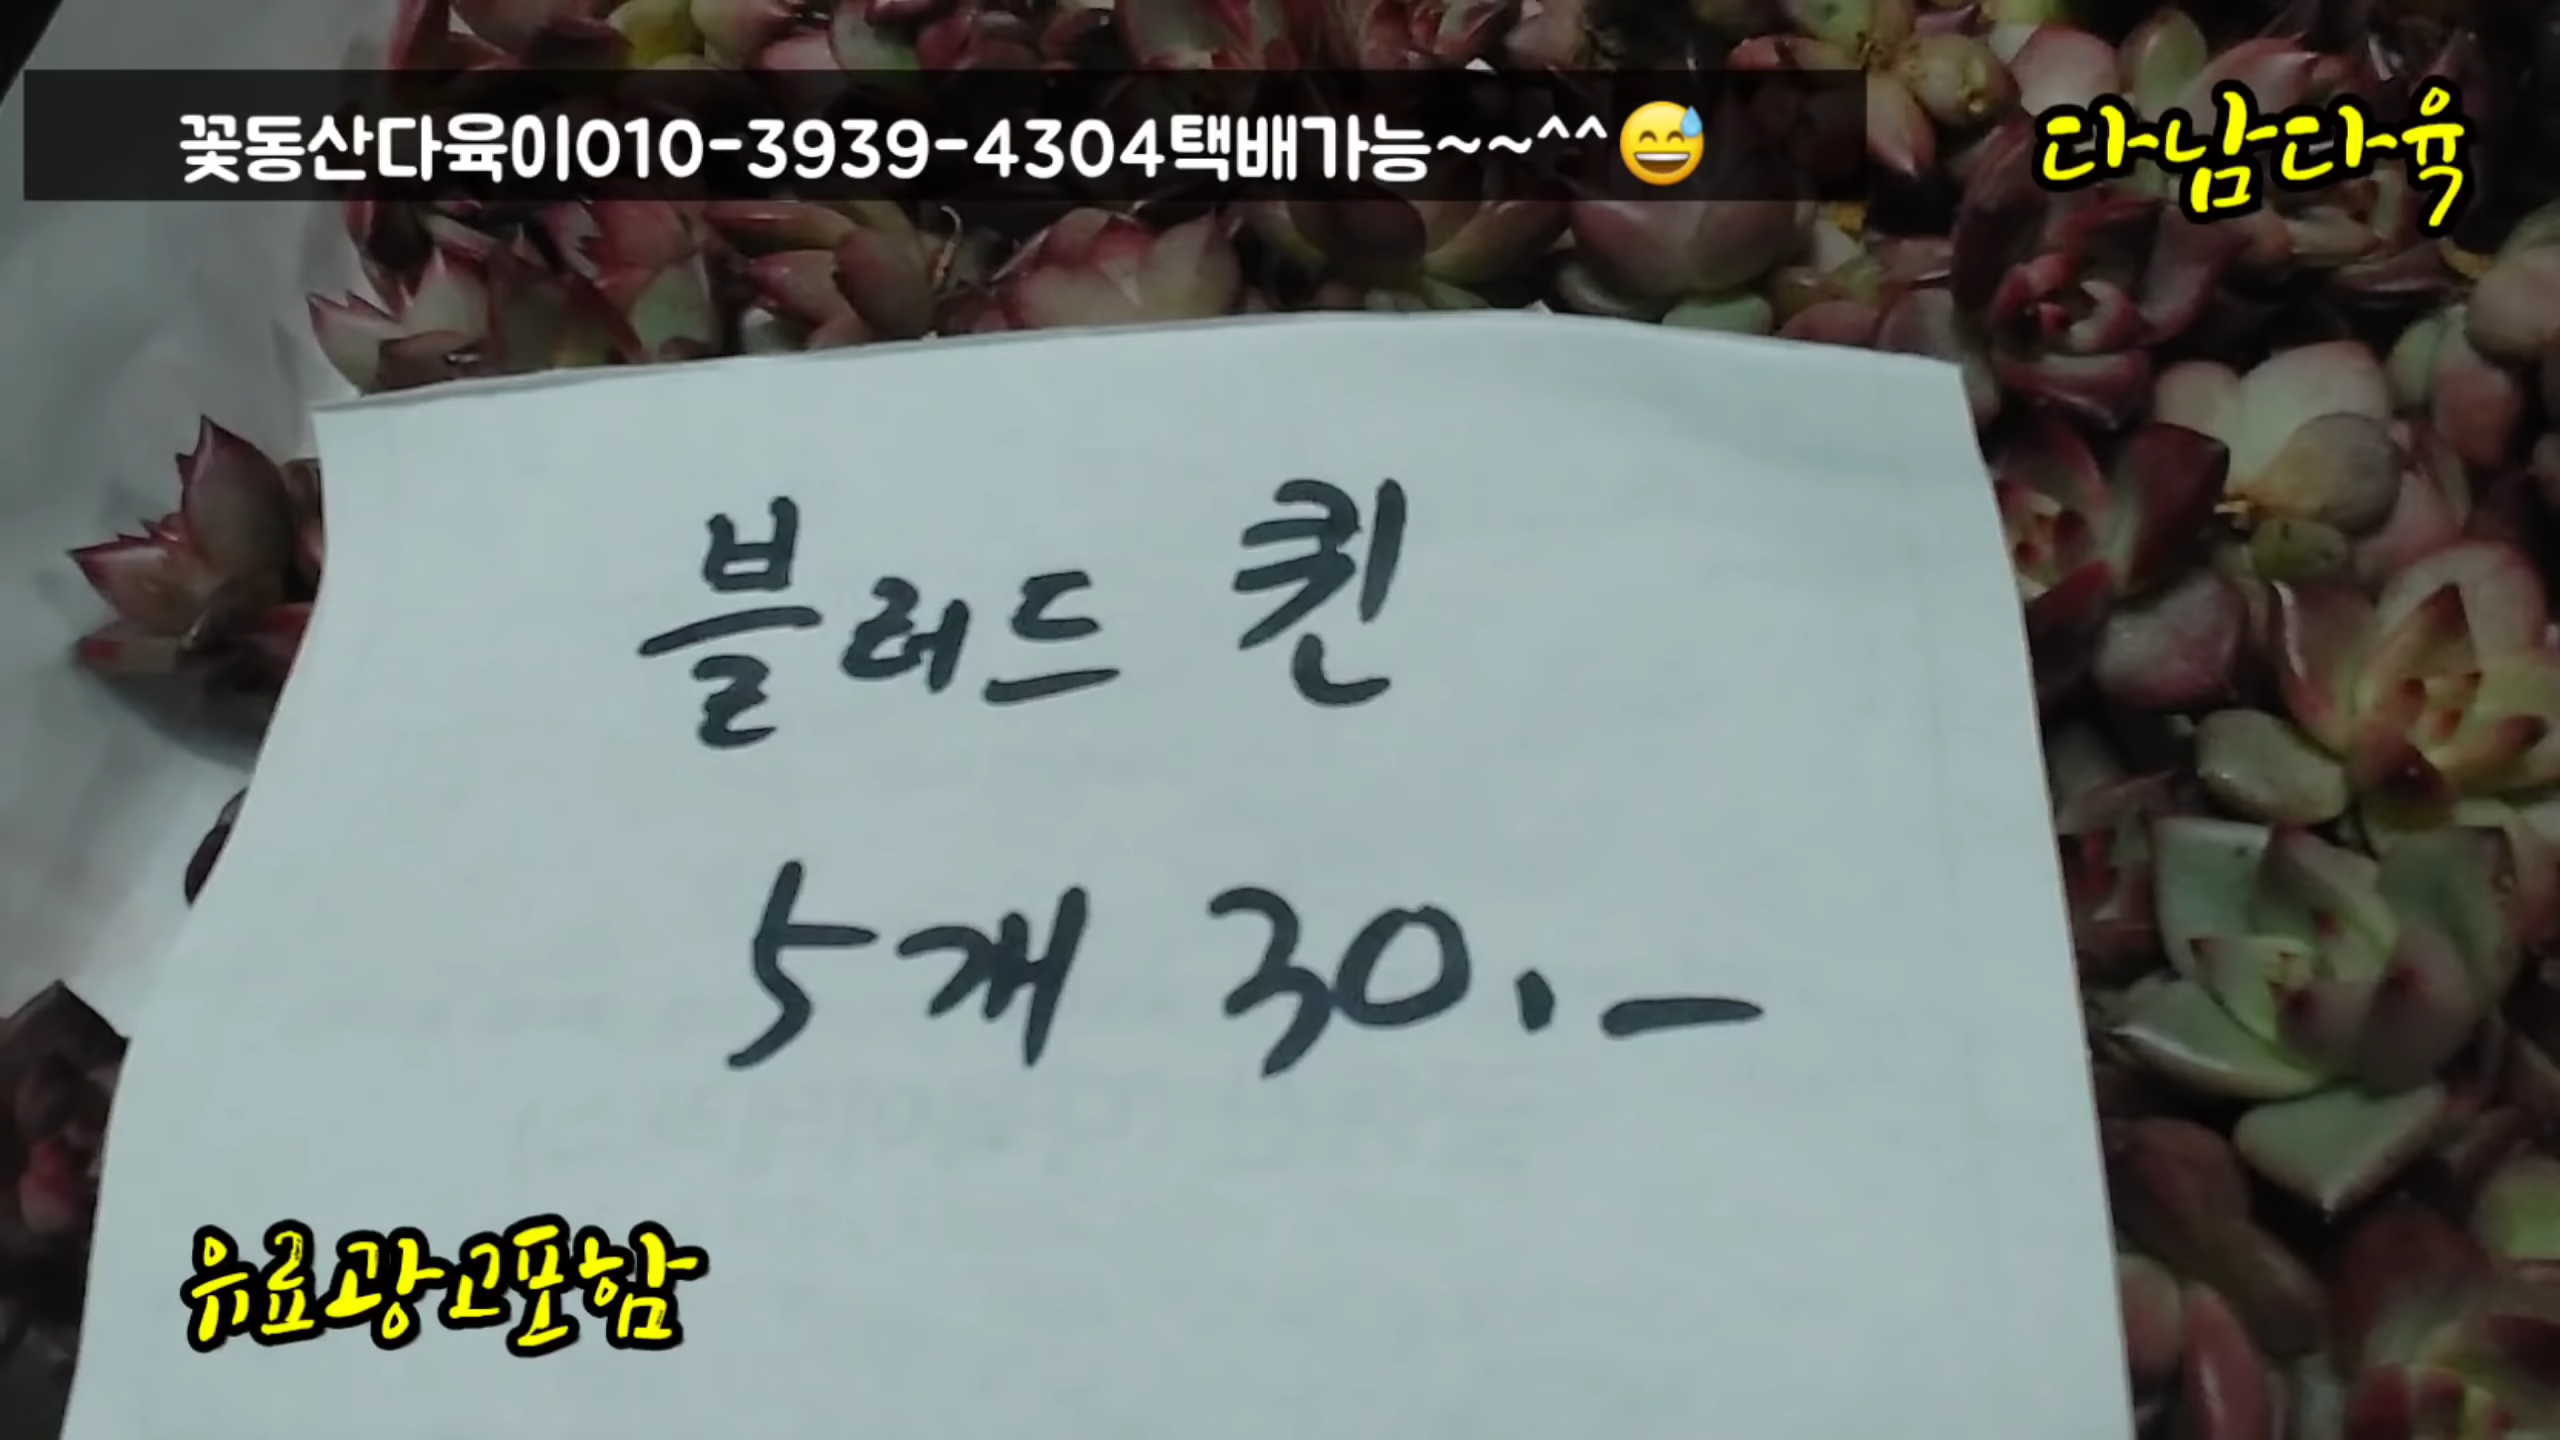 꽃동산다육이010-3939-4304택배가능~~^^😅
다남다육
블러드 퀸
5개 30.-
유료광고포함